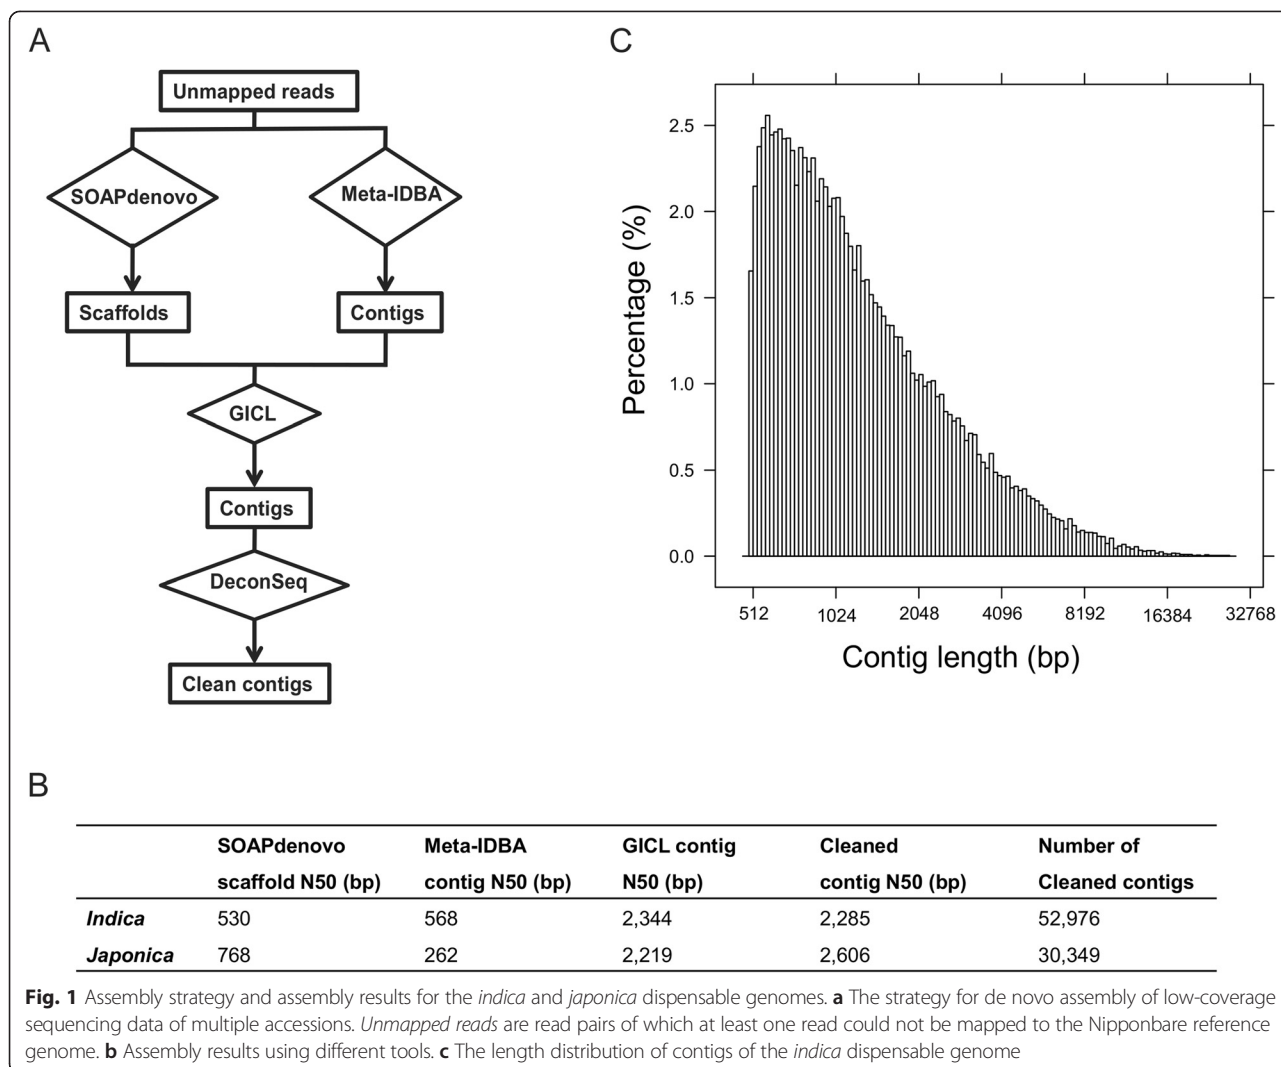 A
Unmapped reads
SOAPdenovo
Meta-IDBA
Scaffolds
Contigs
GICL
Contigs
DeconSeq
Clean contigs
C
Percentage (%)
2.5
2.0
1.5
1.0
0.5
0.0
512 1024 2048 4096 8192 16384 32768
Contig length (bp)
B
SOAPdenovo Meta-IDBA GICL contig Cleaned Number of
scaffold N50 (bp) contig N50 (bp) N50 (bp) contig N50 (bp) Cleaned contigs
Indica 530 568 2,344 2,285 52,976
Japonica 768 262 2,219 2,606 30,349
Fig. 1 Assembly strategy and assembly results for the indica and japonica dispensable genomes. a The strategy for de novo assembly of low-coverage
sequencing data of multiple accessions. Unmapped reads are read pairs of which at least one read could not be mapped to the Nipponbare reference
genome. b Assembly results using different tools. c The length distribution of contigs of the indica dispensable genome